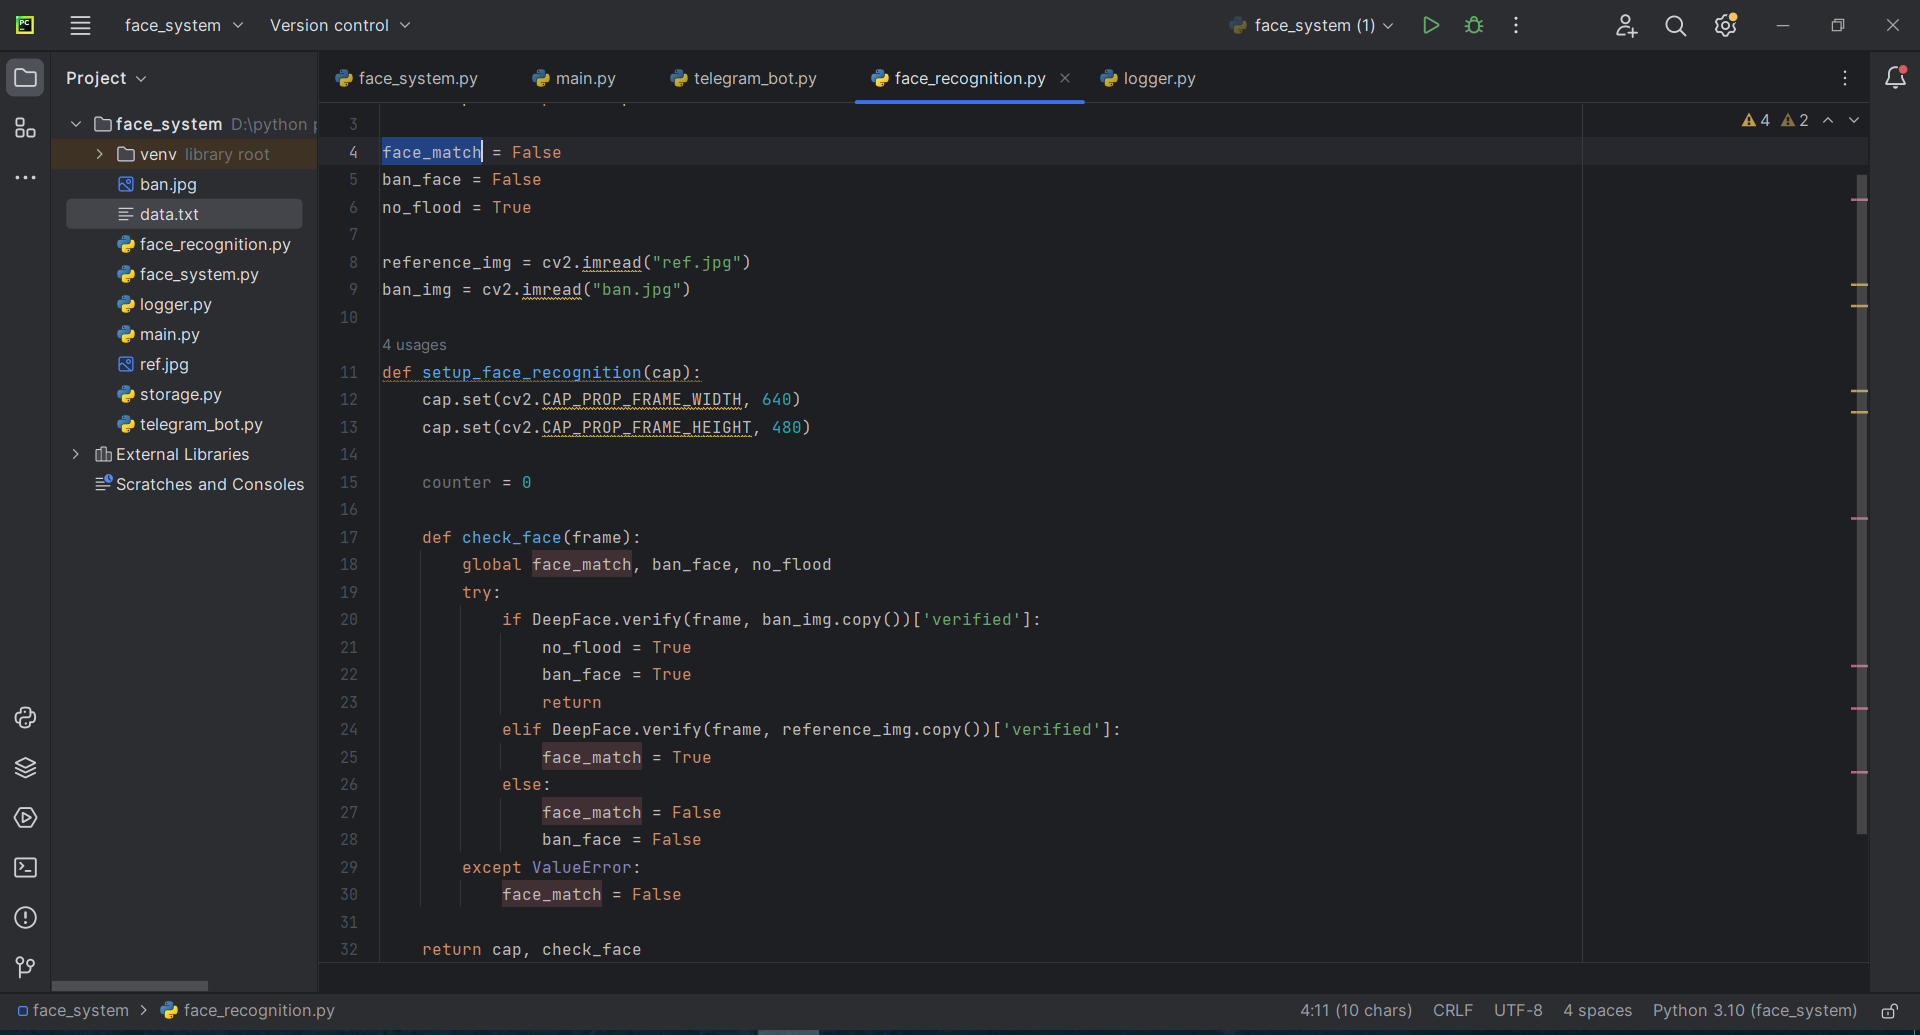 face_system
Version control
face_system (1)
Project
face_system.py
main.py
telegram_bot.py
face_recognition.py
logger.py
face_system D:\python
venv library root
ban.jpg
data.txt
face_recognition.py
face_system.py
logger.py
main.py
ref.jpg
storage.py
telegram_bot.py
External Libraries
Scratches and Consoles
4 2
3
4 face_match = False
5 ban_face = False
6 no_flood = True
7
8 reference_img = cv2.imread("ref.jpg")
9 ban_img = cv2.imread("ban.jpg")
10
4 usages
11 def setup_face_recognition(cap):
12 cap.set(cv2.CAP_PROP_FRAME_WIDTH, 640)
13 cap.set(cv2.CAP_PROP_FRAME_HEIGHT, 480)
14
15 counter = 0
16
17 def check_face(frame):
18 global face_match, ban_face, no_flood
19 try:
20 if DeepFace.verify(frame, ban_img.copy())['verified']:
21 no_flood = True
22 ban_face = True
23 return
24 elif DeepFace.verify(frame, reference_img.copy())['verified']:
25 face_match = True
26 else:
27 face_match = False
28 ban_face = False
29 except ValueError:
30 face_match = False
31
32 return cap, check_face
face_system
face_recognition.py
4:11 (10 chars)
CRLF
UTF-8
4 spaces
Python 3.10 (face_system)